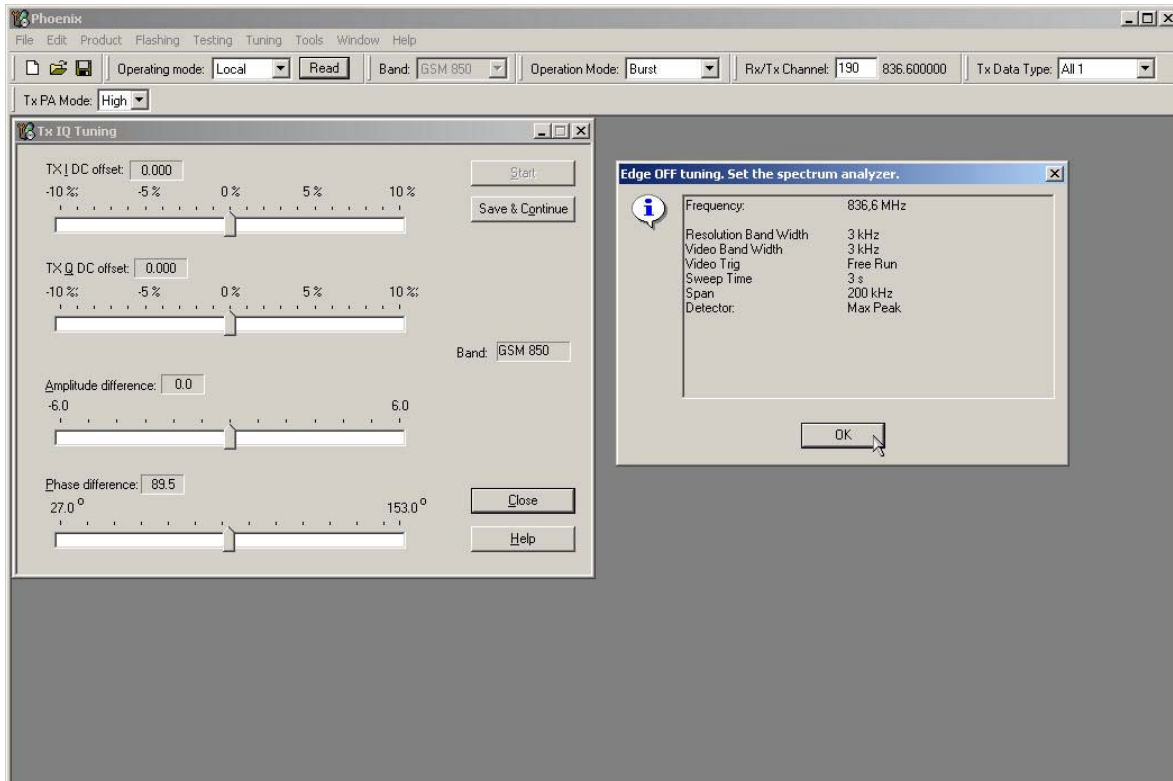 Phoenix
File Edit Product Flashing Testing Tuning Tools Window Help
Operating mode: Local Read Band: GSM 850 Operation Mode: Burst Rx/Tx Channel: 190 836.600000 Tx Data Type: All 1
Tx PA Mode: High
Tx IQ Tuning
TX I DC offset: 0.000
-10 %; -5 % 0 % 5 % 10 %
Start
Save & Continue
TX Q DC offset: 0.000
-10 %; -5 % 0 % 5 % 10 %;
Band: GSM 850
Amplitude difference: 0.0
-6.0 6.0
Phase difference: 89.5
27.0 º 153.0 º
Close
Help
Edge OFF tuning. Set the spectrum analyzer.
Frequency: 836,6 MHz
Resolution Band Width 3 kHz
Video Band Width 3 kHz
Video Trig Free Run
Sweep Time 3 s
Span 200 kHz
Detector: Max Peak
OK